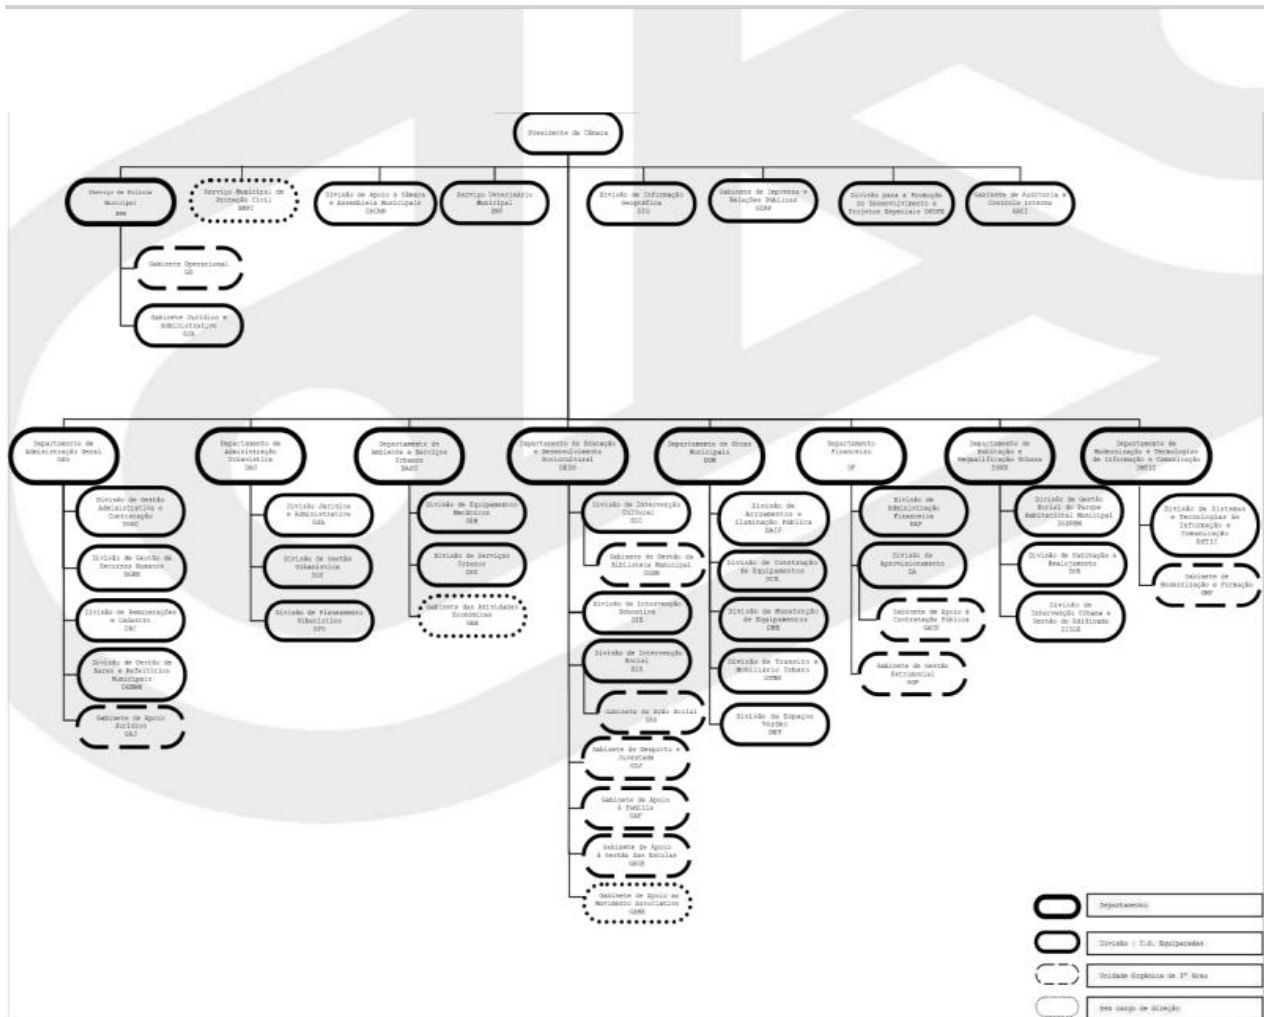 Presidente da Câmara
Serviço de Polícia
Municipal
Serviço Municipal de
Proteção Civil
SMPC
Divisão de Apoio à Câmara
e Assembleia Municipais
DACAM
Serviço Veterinário
Municipal
Divisão de Informação
Geográfica
DIG
Gabinete de Imprensa e
Relações Públicas
GIRP
Divisão para a Promoção
do Desenvolvimento e
Projetos Especiais DPDPE
Gabinete de Auditoria e
Controlo Interno
GACI
Gabinete Operacional
GO
Gabinete Jurídico e
Administrativo
GJA
Departamento de
Administração Geral
DAG
Departamento de
Administração
Urbanística
DAU
Departamento de
Ambiente e Serviços
Urbanos
DASU
Departamento de Educação
e Desenvolvimento
Sociocultural
DEDS
Departamento de Obras
Municipais
DOM
Departamento
Financeiro
DF
Departamento de
Habitação e
Requalificação Urbana
DHRU
Departamento de
Modernização e Tecnologias
de Informação e Comunicação
DMTIC
Divisão de Gestão
Administrativa e
Contratação
DGAC
Divisão de Gestão de
Recursos Humanos
DGRH
Divisão de Remunerações
e Cadastro
Divisão de Gestão de
Bares e Refeitórios
Municipais
DGBRM
Gabinete de Apoio
Jurídico
GAJ
Divisão Jurídica
e Administrativa
DJA
Divisão de Gestão
Urbanística
DGU
Divisão de Planeamento
Urbanístico
DPU
Divisão de Equipamentos
Mecânicos
DEM
Divisão de Serviços
Urbanos
DSU
Gabinete das Atividades
Económicas
GAE
Divisão de Intervenção
Cultural
Gabinete de Gestão da
Biblioteca Municipal
GGBM
Divisão de Intervenção
Educativa
DIE
Divisão de Intervenção
Social
DIS
Gabinete de Ação Social
GAS
Gabinete de Desporto e
Juventude
GDJ
Gabinete de Apoio
à Família
GAF
Gabinete de Apoio
à Gestão das Escolas
GAGE
Gabinete de Apoio ao
Movimento Associativo
GAMA
Divisão de
Arruamentos e
Iluminação Pública
DAIP
Divisão de Construção
de Equipamentos
DCE
Divisão de Manutenção
de Equipamentos
DME
Divisão de Transito e
Mobiliário Urbano
DTMU
Divisão de Espaços
Verdes
Divisão de
Administração
Financeira
DAF
Divisão de
Aprovisionamento
DA
Gabinete de Apoio à
Contratação Pública
GACP
Gabinete de Gestão
Patrimonial
GGP
Divisão de Gestão
Social do Parque
Habitacional Municipal
DGSPHM
Divisão de Habitação e
Realojamento
DHR
Divisão de
Intervenção Urbana e
Gestão do Edificado
DIUGE
Divisão de Sistemas
e Tecnologias de
Informação e
Comunicação
DSTIC
Gabinete de
Modernização e Formação
GMF
Departamento
Divisão | U.O. Equiparadas
Unidade Orgânica de 3º Grau
Sem cargo de direção